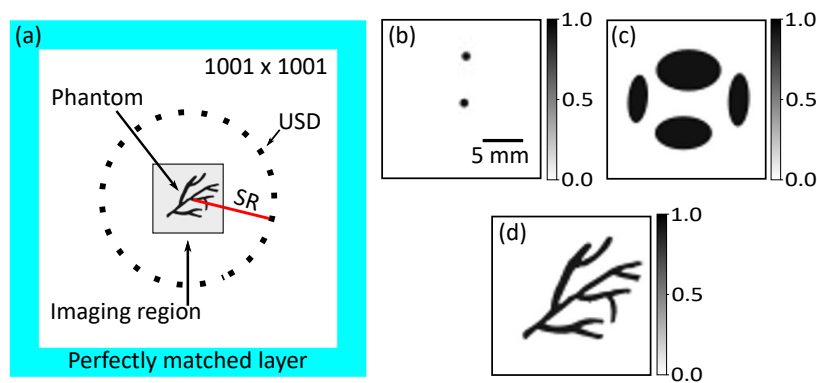 (a)
1001 x 1001
Phantom
USD
SR
Imaging region
Perfectly matched layer
(b)
5 mm
1.0
0.5
0.0
(c)
1.0
0.5
0.0
(d)
1.0
0.5
0.0